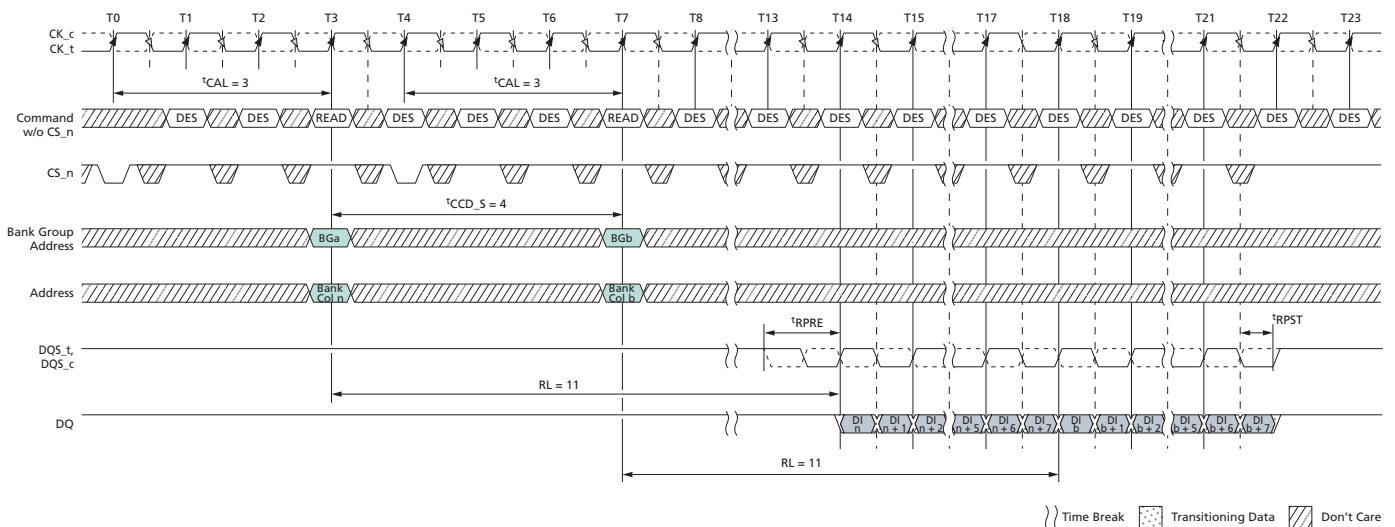 T0 T1 T2 T3 T4 T5 T6 T7 T8 T13 T14 T15 T17 T18 T19 T21 T22 T23
CK_c
CK_t
tCAL = 3 tCAL = 3
Command w/o CS_n DES DES READ DES DES DES READ DES DES DES DES DES DES DES DES DES DES
CS_n
tCCD_S = 4
Bank Group Address BGa BGb
Address Bank Col n Bank Col b
tRPRE tRPST
DQS_t, DQS_c
RL = 11
DQ DI n DI n + 1 DI n + 2 DI n + 5 DI n + 6 DI n + 7 DI b DI b + 1 DI b + 2 DI b + 5 DI b + 6 DI b + 7
RL = 11
Time Break Transitioning Data Don't Care